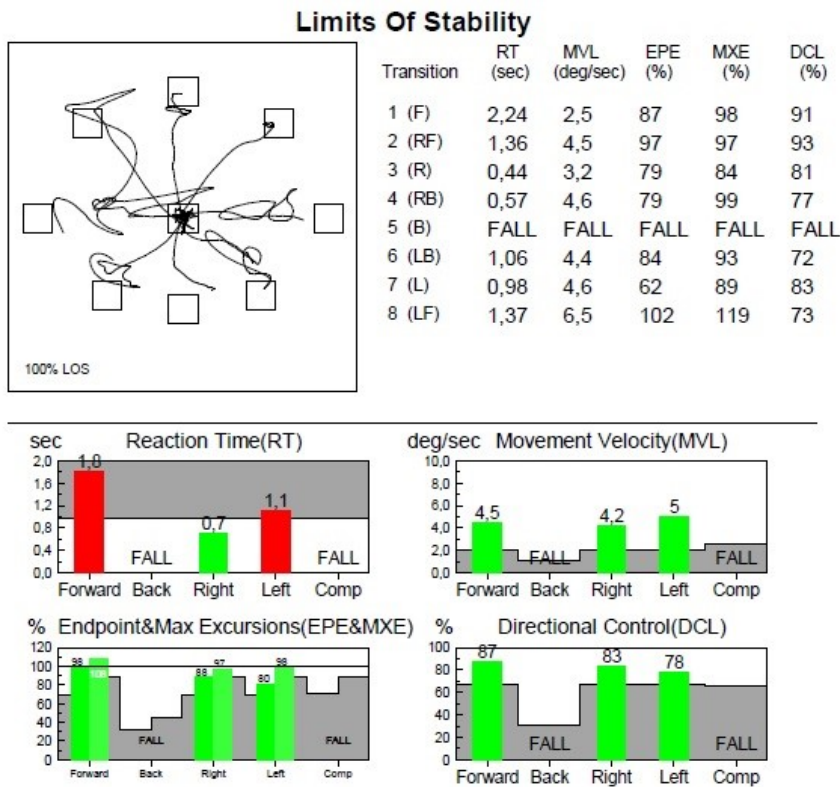 Limits Of Stability
Transition RT (sec) MVL (deg/sec) EPE (%) MXE (%) DCL (%)
1 (F) 2,24 2,5 87 98 91
2 (RF) 1,36 4,5 97 97 93
3 (R) 0,44 3,2 79 84 81
4 (RB) 0,57 4,6 79 99 77
5 (B) FALL FALL FALL FALL FALL
6 (LB) 1,06 4,4 84 93 72
7 (L) 0,98 4,6 62 89 83
8 (LF) 1,37 6,5 102 119 73
100% LOS
sec Reaction Time(RT)
2,0
1,6
1,2
0,8
0,4
0,0
1,8
FALL
0,7
1,1
FALL
Forward Back Right Left Comp
deg/sec Movement Velocity(MVL)
10,0
8,0
6,0
4,0
2,0
0,0
4,5
FALL
4,2
5
FALL
Forward Back Right Left Comp
% Endpoint&Max Excursions(EPE&MXE)
120
100
80
60
40
20
0
98
FALL
88
97
80
98
FALL
Forward Back Right Left Comp
% Directional Control(DCL)
100
80
60
40
20
0
87
FALL
83
78
FALL
Forward Back Right Left Comp